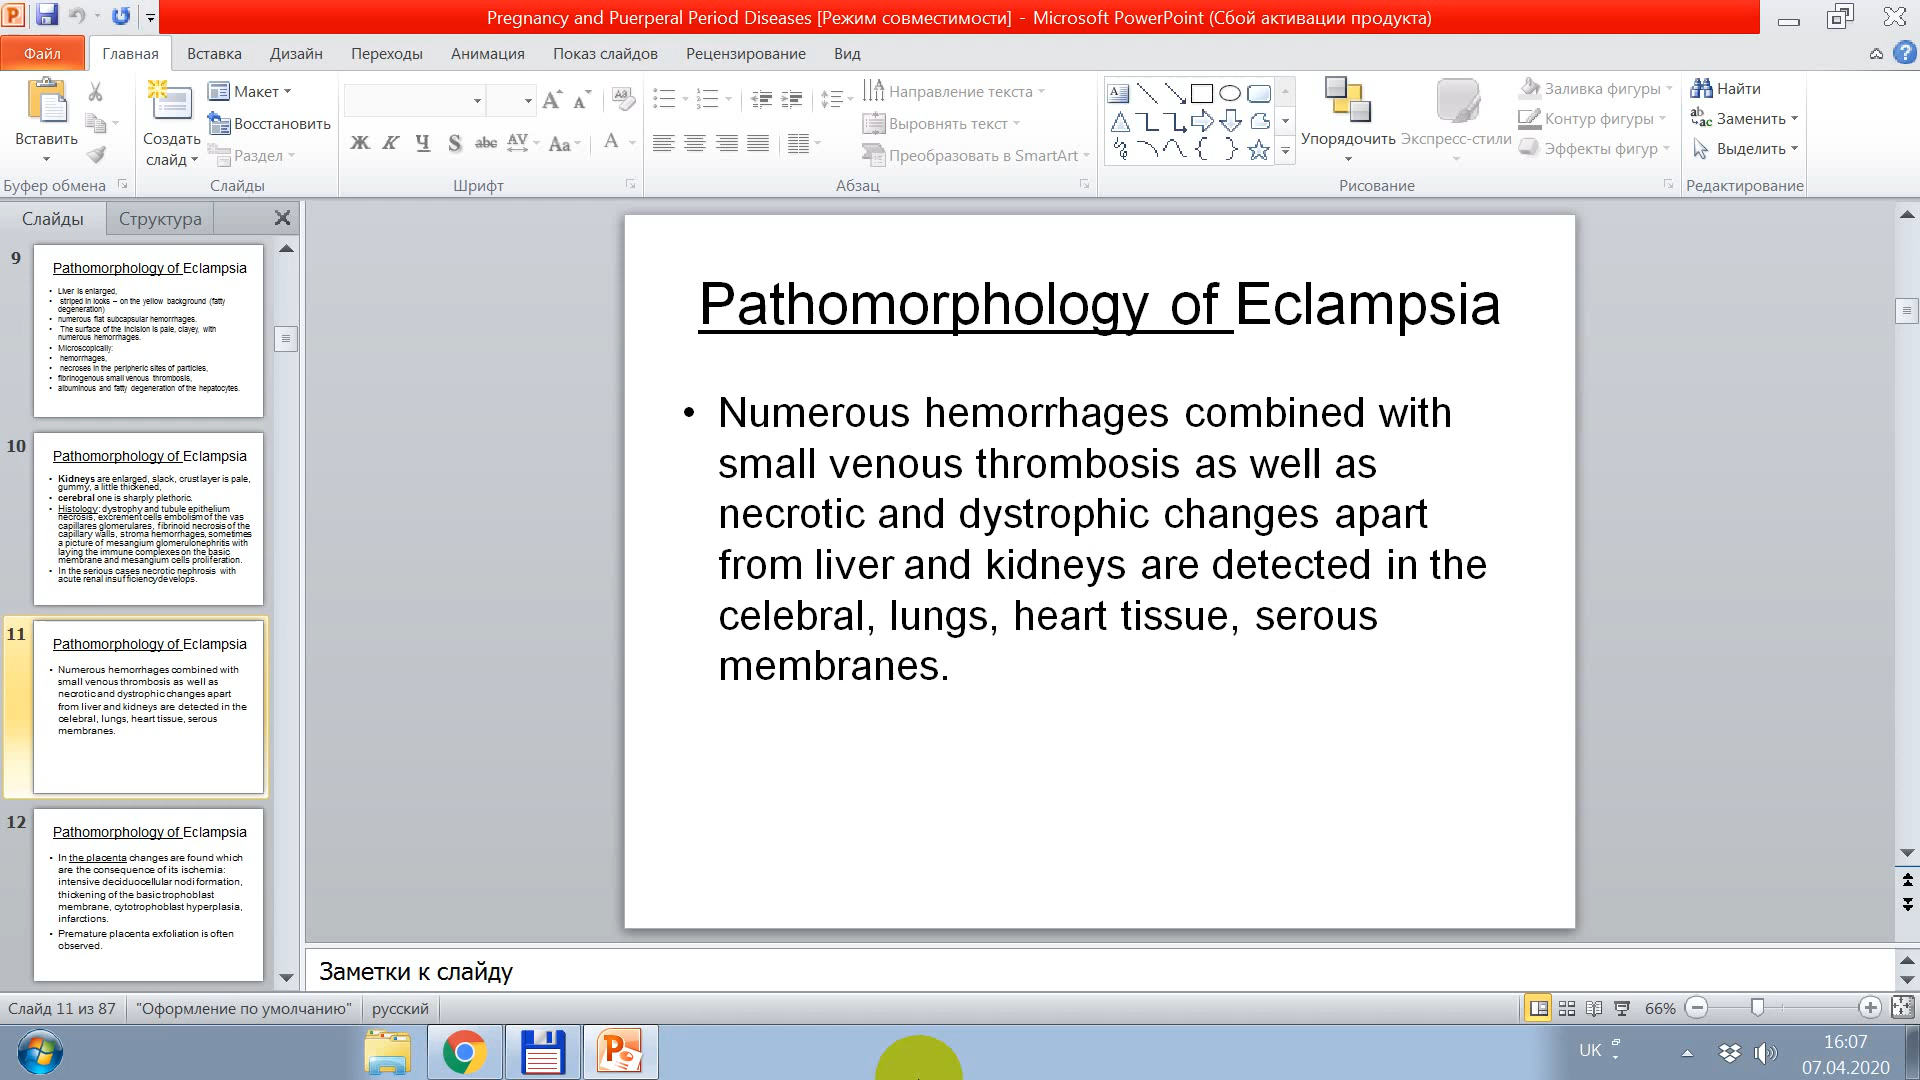 Pregnancy and Puerperal Period Diseases [Режим совместимости] - Microsoft PowerPoint (Сбой активации продукта)
Файл Главная Вставка Дизайн Переходы Анимация Показ слайдов Рецензирование Вид
Вставить
Создать слайд
Макет
Восстановить
Раздел
Ж К Ч S abc AV Aa A
Направление текста
Выровнять текст
Преобразовать в SmartArt
Упорядочить
Экспресс-стили
Заливка фигуры
Контур фигуры
Эффекты фигур
Найти
Заменить
Выделить
Буфер обмена Слайды Шрифт Абзац Рисование Редактирование
Слайды Структура
9
Pathomorphology of Eclampsia
• Liver is enlarged,
• striped in looks – on the yellow background (fatty
degeneration)
• numerous flat subcapsular hemorrhages.
• The surface of the incision is pale, clayey, with
numerous hemorrhages.
• Microscopically:
• hemorrhages,
• necroses in the peripheric sites of particles,
• fibrinogenous small venous thrombosis,
• albuminous and fatty degeneration of the hepatocytes.
10
Pathomorphology of Eclampsia
• Kidneys are enlarged, slack, crust layer is pale,
gummy, a little thickened,
• cerebral one is sharply plethoric.
• Histology: dystrophy and tubule epithelium
necrosis, excrement cells embolism of the vas
capillares glomerulares, fibrinoid necrosis of the
capillary walls, stroma hemorrhages, sometimes
a picture of mesangium glomerulonephritis with
laying the immune complexes on the basic
membrane and mesangium cells proliferation.
• In the serious cases necrotic nephrosis with
acute renal insufficiency develops.
11
Pathomorphology of Eclampsia
• Numerous hemorrhages combined with
small venous thrombosis as well as
necrotic and dystrophic changes apart
from liver and kidneys are detected in the
celebral, lungs, heart tissue, serous
membranes.
12
Pathomorphology of Eclampsia
• In the placenta changes are found which
are the consequence of its ischemia:
intensive deciduocellular nodi formation,
thickening of the basic trophoblast
membrane, cytotrophoblast hyperplasia,
infarctions.
• Premature placenta exfoliation is often
observed.
Pathomorphology of Eclampsia
• Numerous hemorrhages combined with
small venous thrombosis as well as
necrotic and dystrophic changes apart
from liver and kidneys are detected in the
celebral, lungs, heart tissue, serous
membranes.
Заметки к слайду
Слайд 11 из 87 "Оформление по умолчанию" русский 66%
UK
16:07
07.04.2020